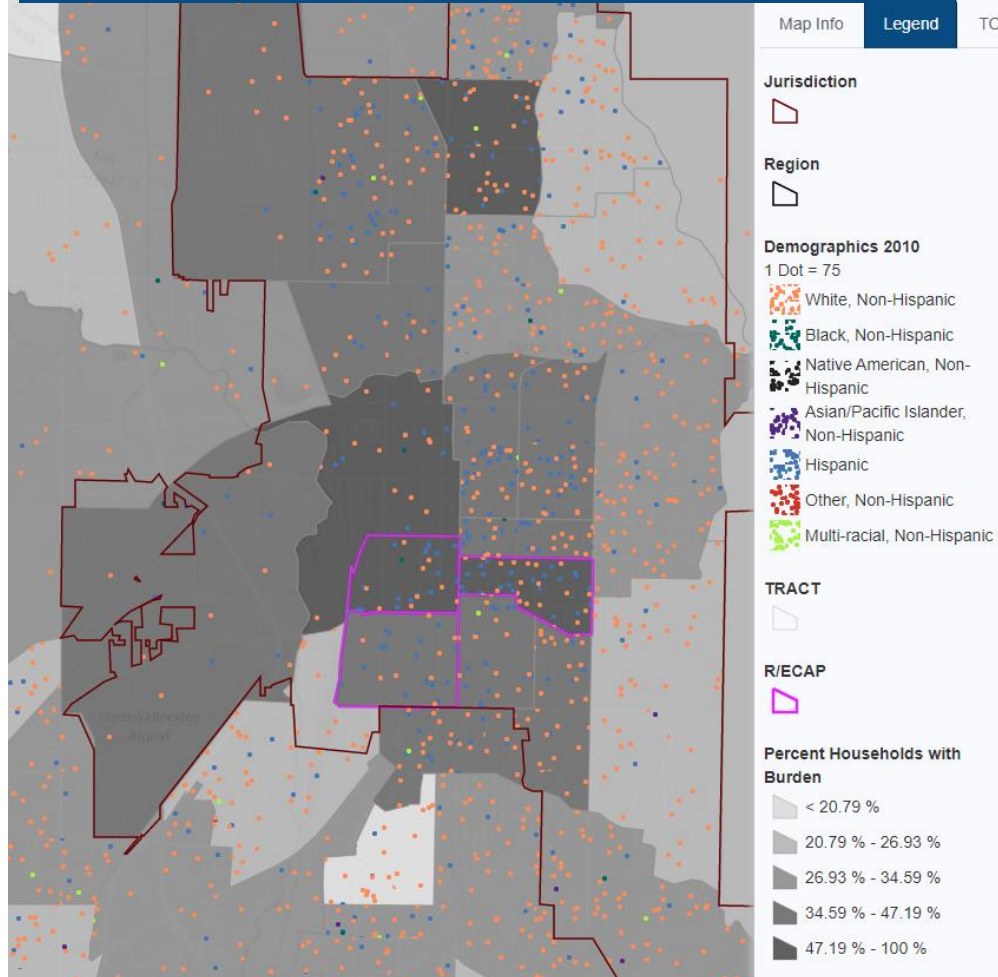 Map Info
Legend
TO
Jurisdiction
Region
Demographics 2010
1 Dot = 75
White, Non-Hispanic
Black, Non-Hispanic
Native American, Non-
Hispanic
Asian/Pacific Islander,
Non-Hispanic
Hispanic
Other, Non-Hispanic
Multi-racial, Non-Hispanic
TRACT
R/ECAP
Percent Households with
Burden
< 20.79 %
20.79 % - 26.93 %
26.93 % - 34.59 %
34.59 % - 47.19 %
47.19 % - 100 %
Ogden Hinckley
Airport